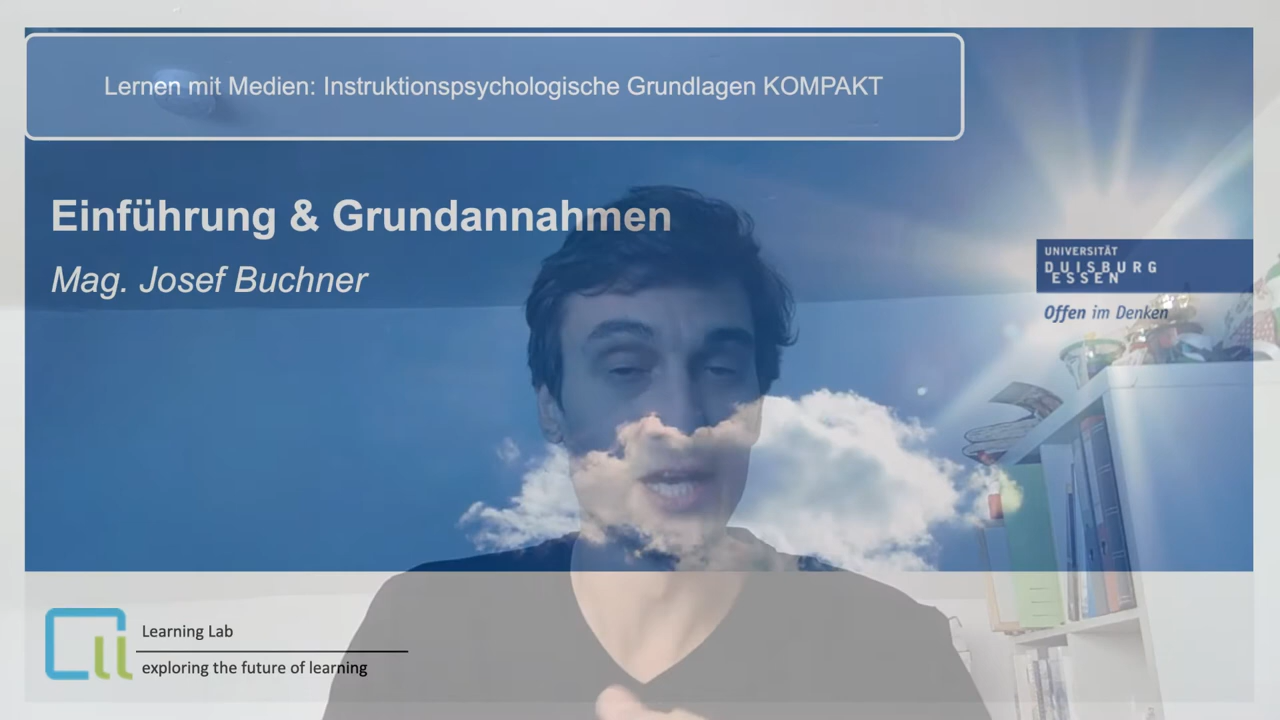 Lernen mit Medien: Instruktionspsychologische Grundlagen KOMPAKT
Einführung & Grundannahmen
Mag. Josef Buchner
UNIVERSITÄT
DUISBURG
ESSEN
Offen im Denken
Learning Lab
exploring the future of learning